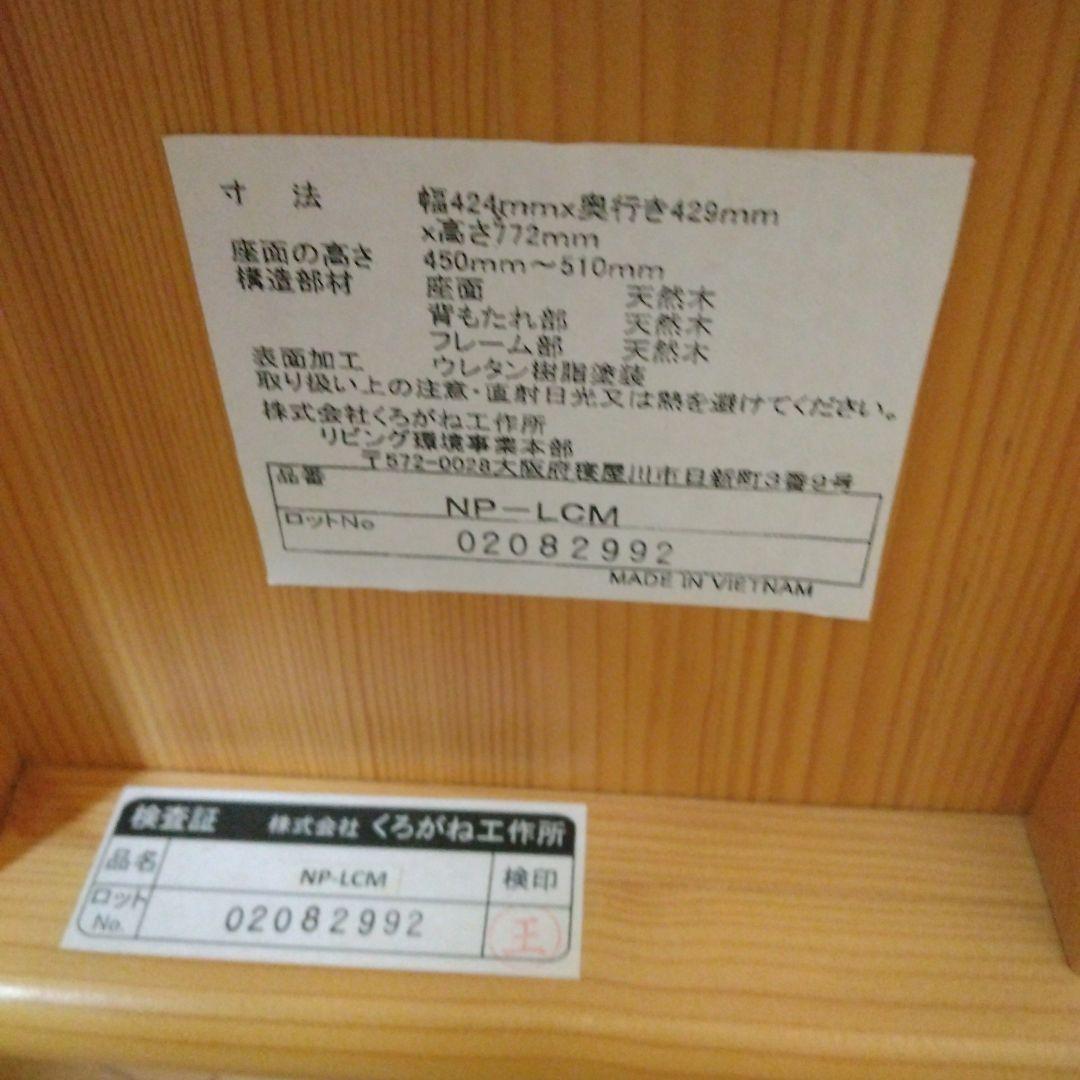 寸 法 幅424mmx奥行き429mm
x高さ772mm
座面の高さ 450mm～510mm
構造部材 座面 天然木
背もたれ部 天然木
フレーム部 天然木
表面加工 ウレタン樹脂塗装
取り扱い上の注意・直射日光又は熱を避けてください。
株式会社くろがね工作所
リビング環境事業本部
〒572-0028大阪府寝屋川市日新町3番9号
品番 NP-LCM
ロットNo 02082992
MADE IN VIETNAM
検査証 株式会社 くろがね工作所
品名 NP-LCM 検印
ロットNo. 02082992 王